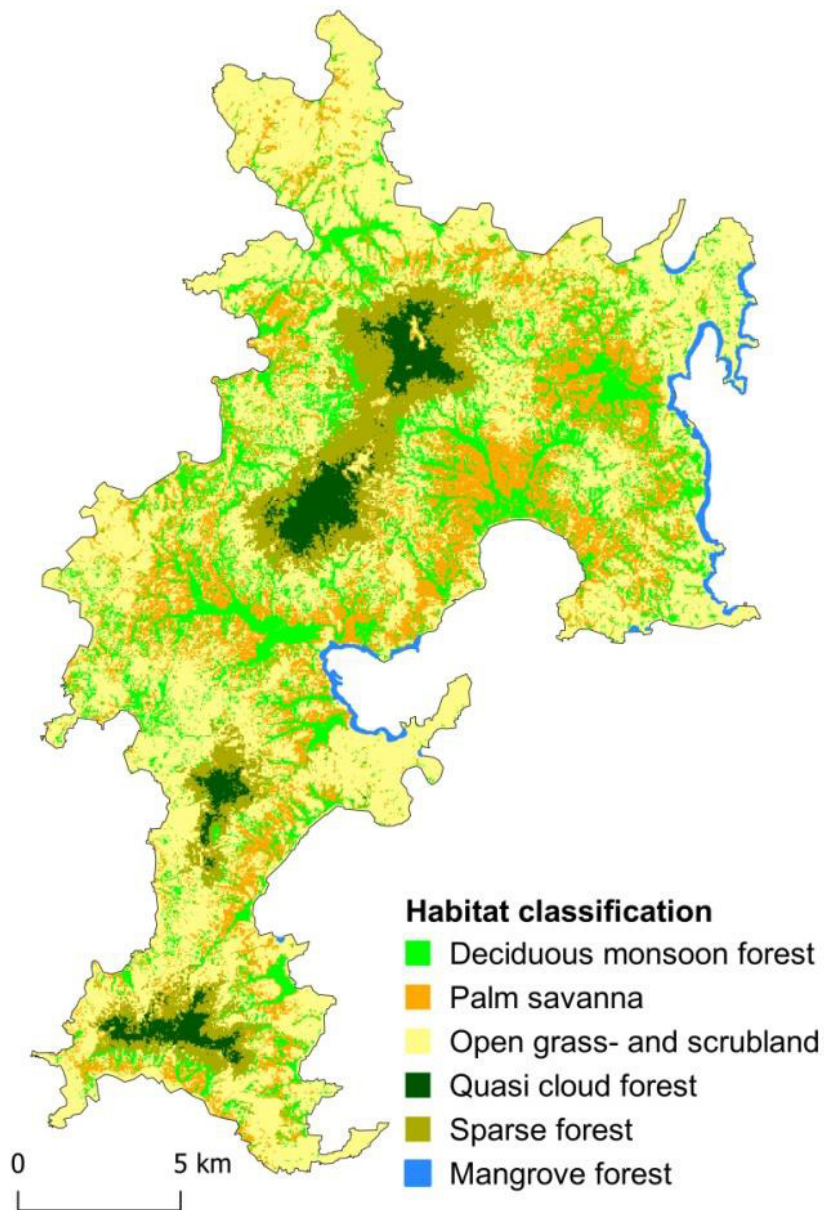 Habitat classification
Deciduous monsoon forest
Palm savanna
Open grass- and scrubland
Quasi cloud forest
Sparse forest
Mangrove forest
0 5 km